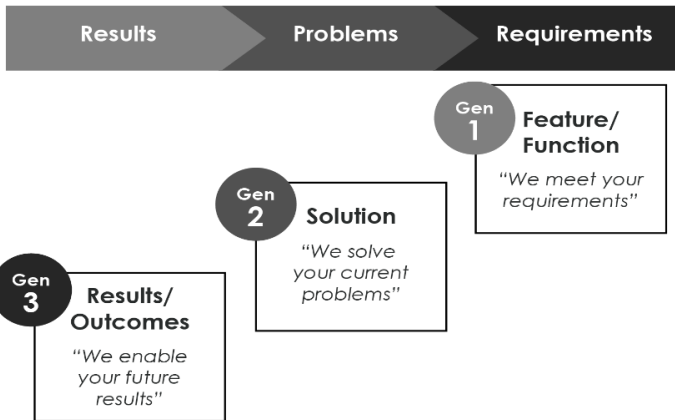 Results
Problems
Requirements
Gen
1
Feature/
Function
“We meet your
requirements”
Gen
2
Solution
“We solve
your current
problems”
Gen
3
Results/
Outcomes
“We enable
your future
results”